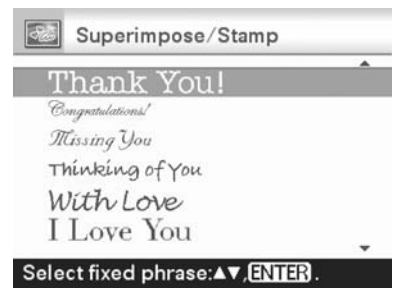 Superimpose/Stamp
Thank You!
Congratulations!
Missing You
Thinking of You
With Love
I Love You
Select fixed phrase:▲▼,ENTER.